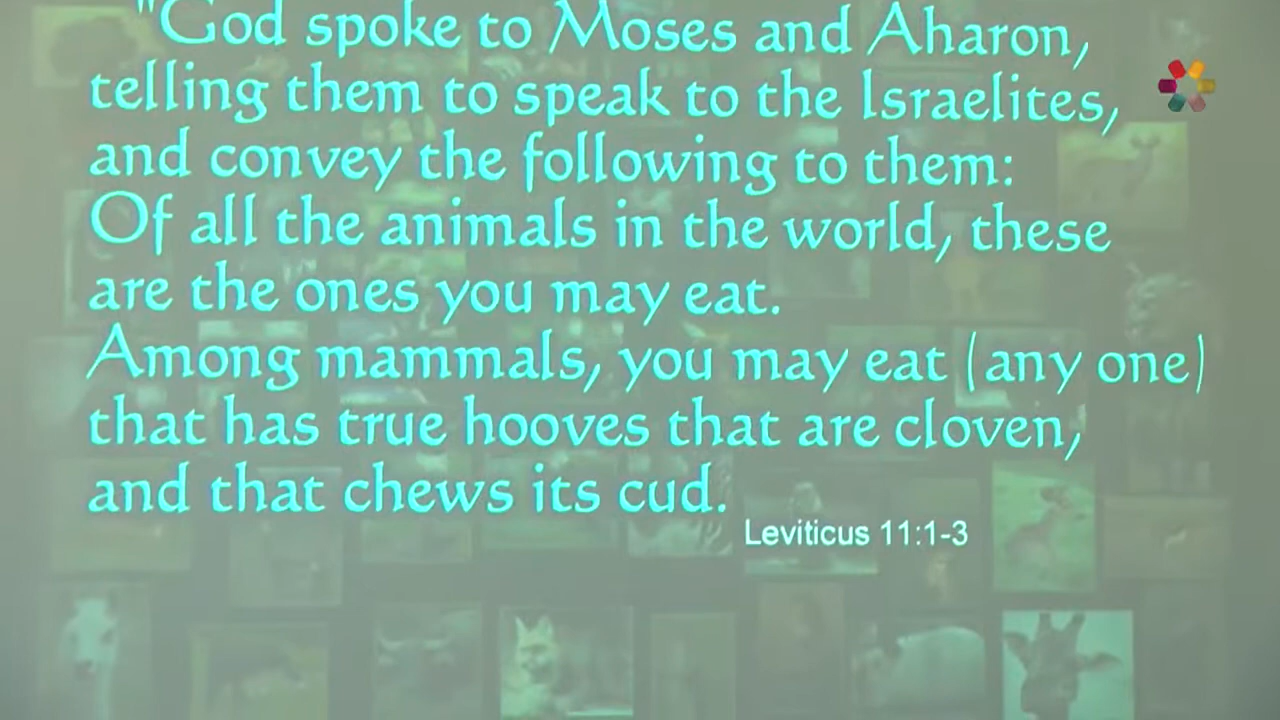 "God spoke to Moses and Aharon,
telling them to speak to the Israelites,
and convey the following to them:
Of all the animals in the world, these
are the ones you may eat.
Among mammals, you may eat (any one)
that has true hooves that are cloven,
and that chews its cud.
Leviticus 11:1-3